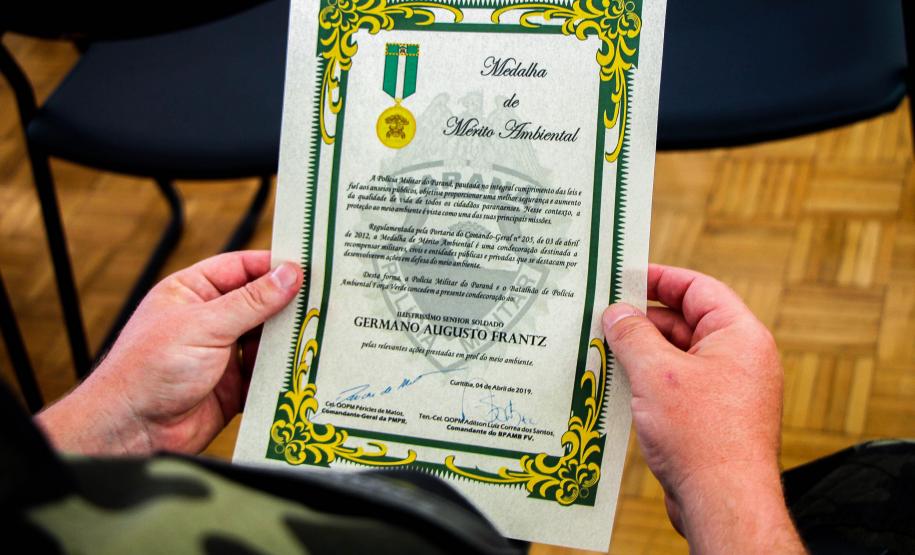 Medalha
de
Mérito Ambiental
A Polícia Militar do Paraná, pautada no integral cumprimento das leis e
fiel aos anseios públicos, objetiva proporcionar uma melhor segurança e aumento
da qualidade de vida de todos os cidadãos paranaenses. Nesse contexto, a
proteção ao meio ambiente é vista como uma das suas principais missões.
Regulamentada pela Portaria do Comando-Geral nº 205, de 03 de abril
de 2012, a Medalha de Mérito Ambiental é uma condecoração destinada a
recompensar militares, civis e entidades públicas e privadas que se destacam por
desenvolverem ações em defesa do meio ambiente.
Desta forma, a Polícia Militar do Paraná e o Batalhão de Polícia
Ambiental Força Verde concedem a presente condecoração ao:
ILUSTRÍSSIMO SENHOR SOLDADO
GERMANO AUGUSTO FRANTZ
pelas relevantes ações prestadas em prol do meio ambiente.
Curitiba, 04 de Abril de 2019.
Cel. QOPM Péricles de Matos,
Comandante-Geral da PMPR.
Ten.-Cel. QOPM Adilson Luiz Correa dos Santos,
Comandante do BPAMB FV.